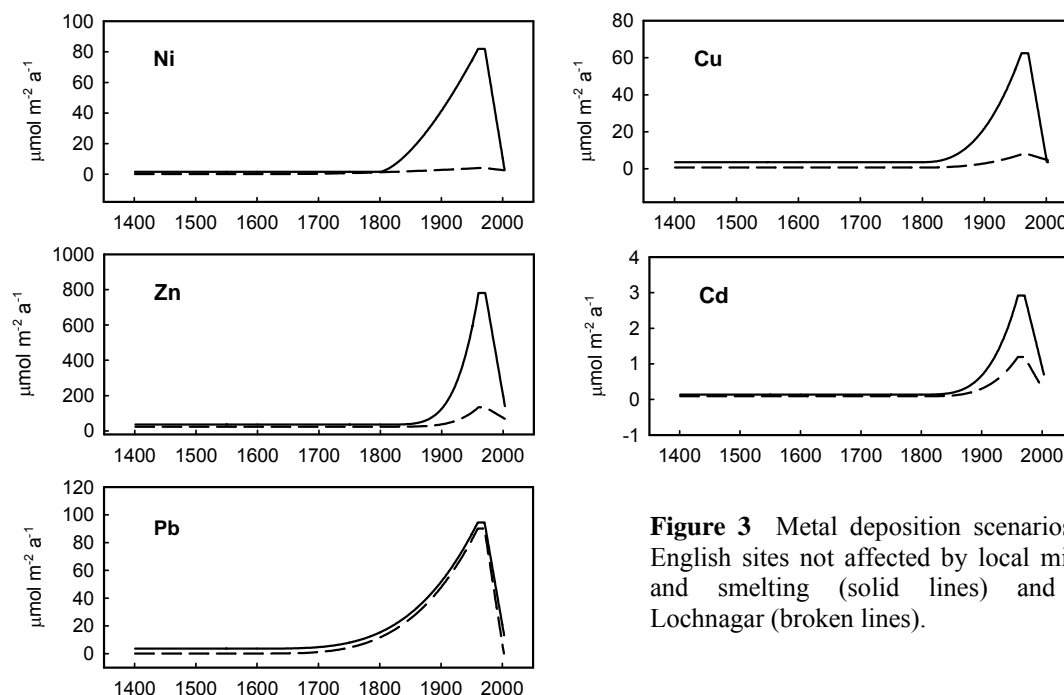 Ni
μmol m-2 a-1
100
80
60
40
20
0
1400 1500 1600 1700 1800 1900 2000
Cu
80
60
40
20
0
1400 1500 1600 1700 1800 1900 2000
Zn
μmol m-2 a-1
1000
800
600
400
200
0
1400 1500 1600 1700 1800 1900 2000
Cd
μmol m-2 a-1
4
3
2
1
0
-1
1400 1500 1600 1700 1800 1900 2000
Pb
μmol m-2 a-1
120
100
80
60
40
20
0
1400 1500 1600 1700 1800 1900 2000
Figure 3 Metal deposition scenarios
English sites not affected by local mi
and smelting (solid lines) and
Lochnagar (broken lines).